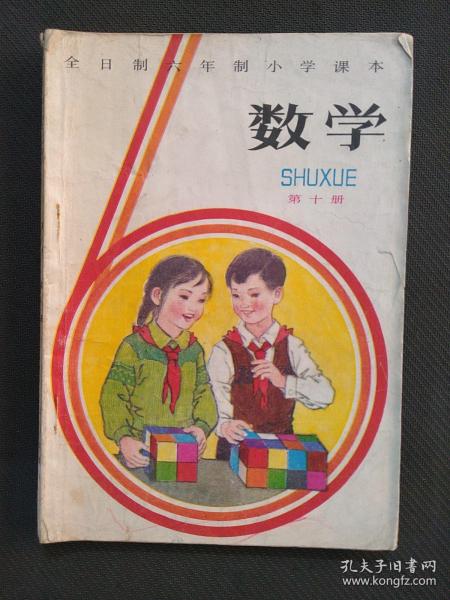 全日制六年制小学课本
数学
SHUXUE
第十册
孔夫子旧书网
www.kongfz.com